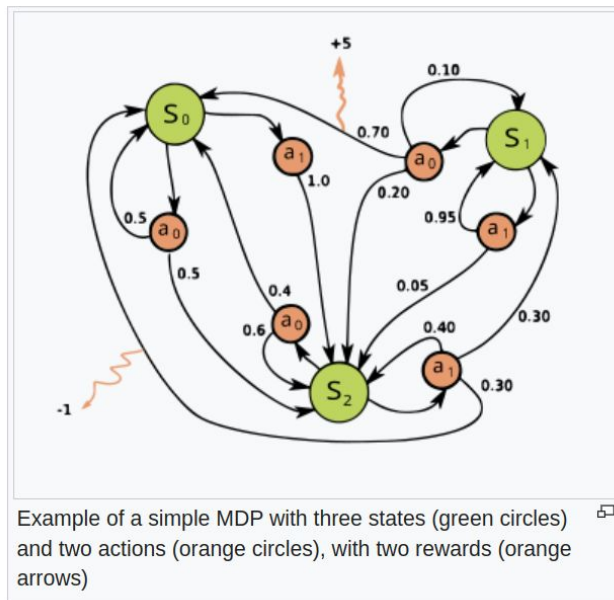 +5
0.10
S0
0.70
S1
a1
a0
1.0
0.20
0.95
0.5
a0
a1
0.5
0.05
0.4
0.30
0.6
a0
0.40
a1
0.30
S2
-1
Example of a simple MDP with three states (green circles)
and two actions (orange circles), with two rewards (orange
arrows)